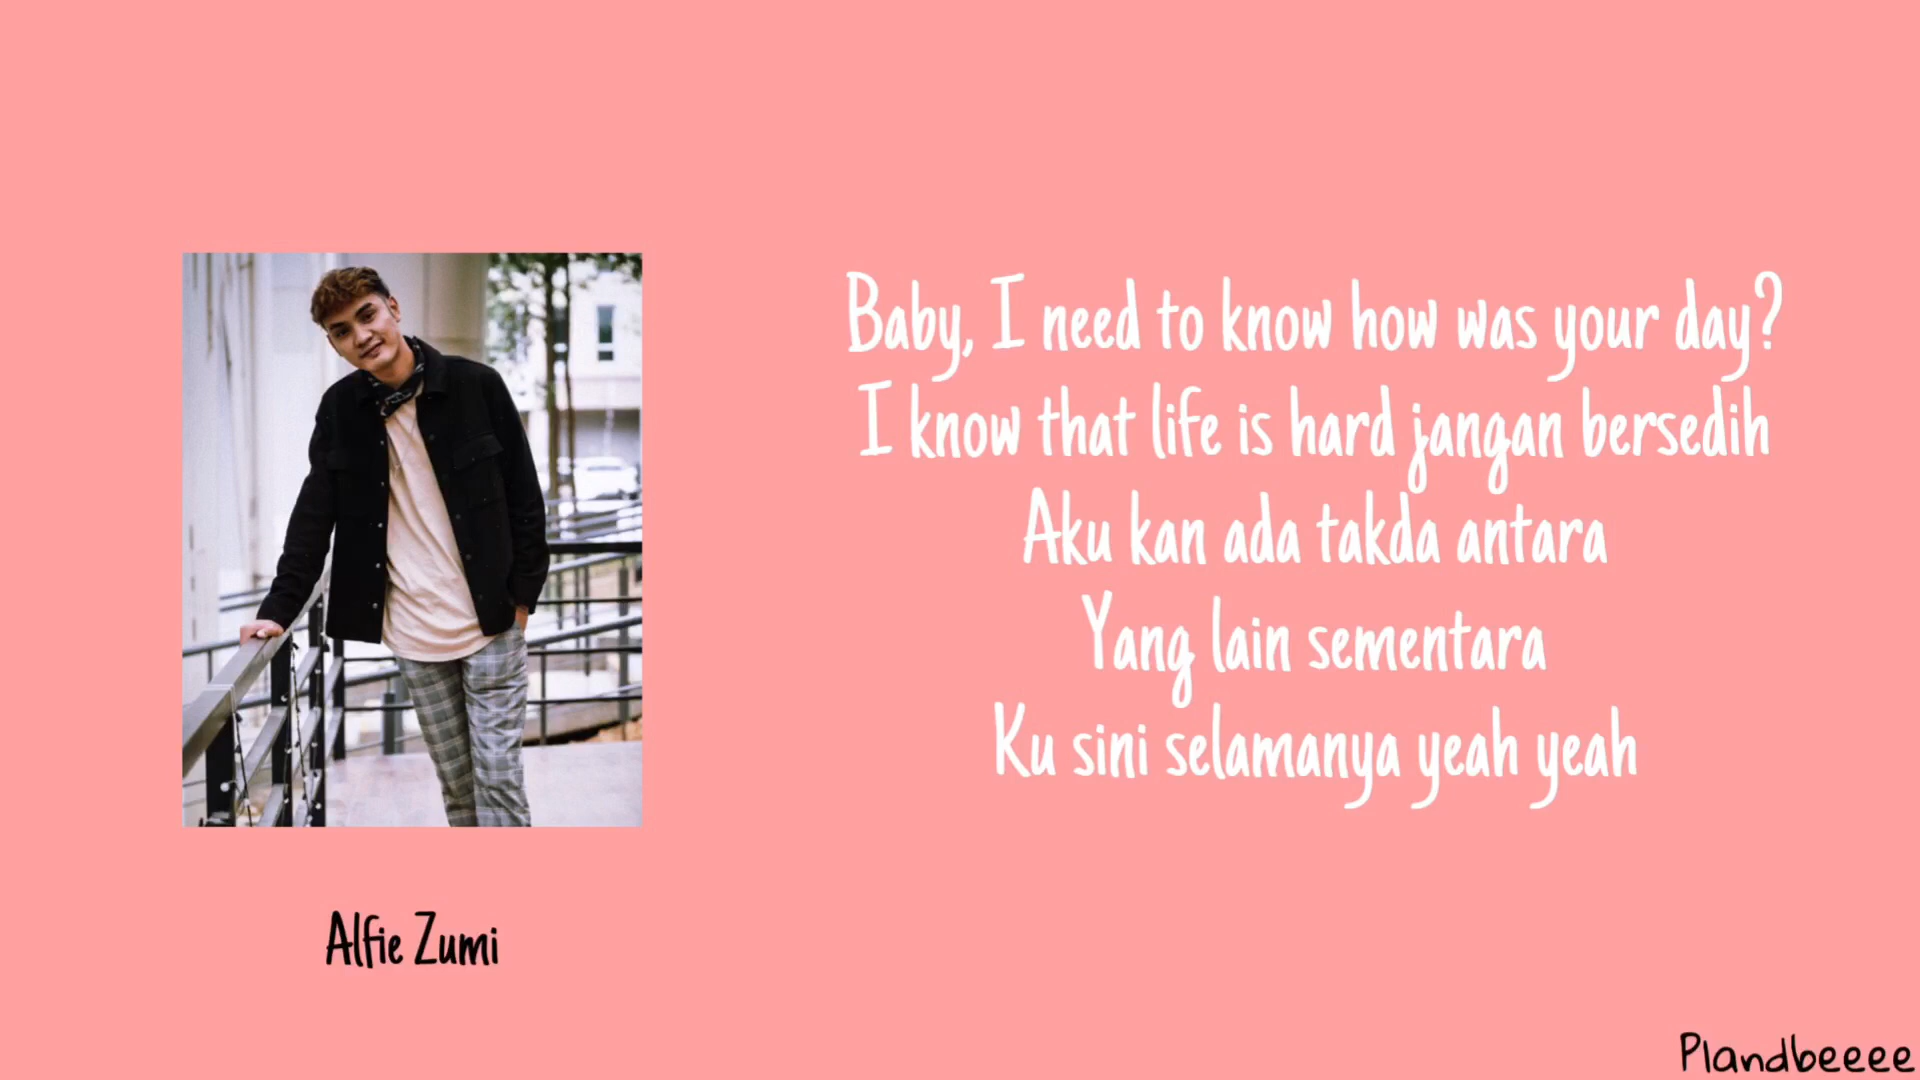 Baby, I need to know how was your day?
I know that life is hard jangan bersedih
Aku kan ada takda antara
Yang lain sementara
Ku sini selamanya yeah yeah
Alfie Zumi
Plandbeeee